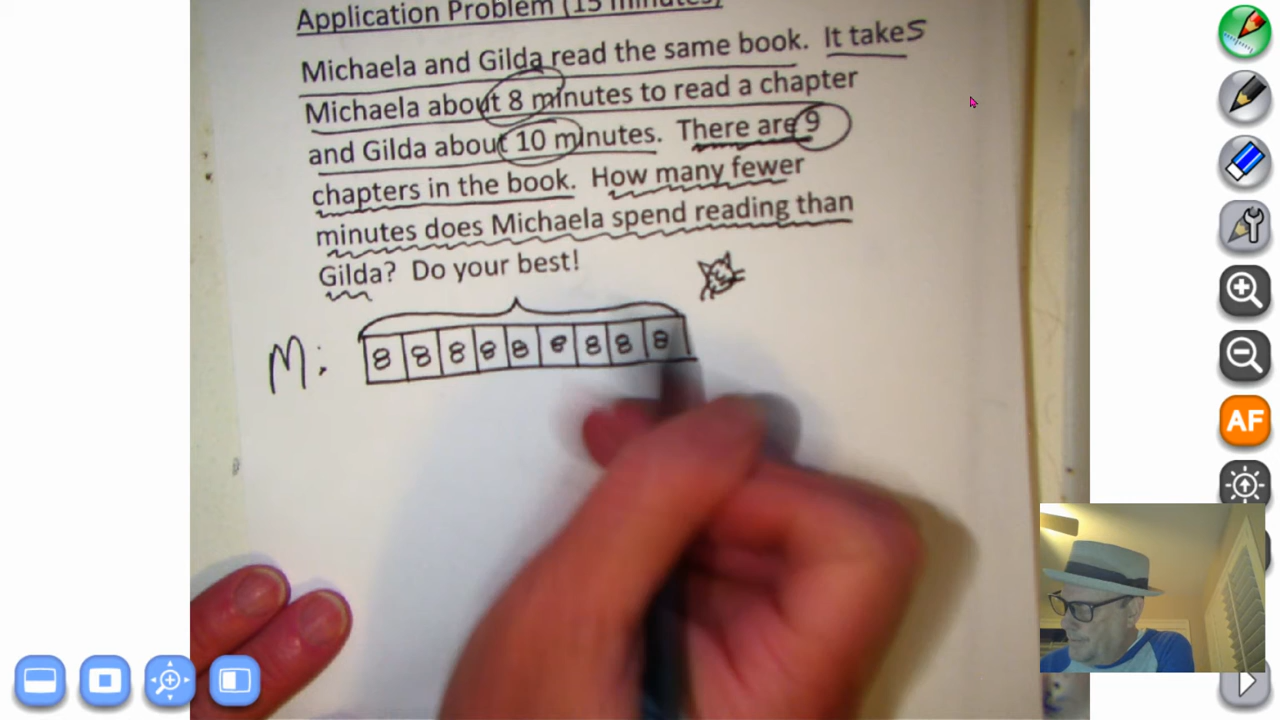 Application Problem (15 minutes)
Michaela and Gilda read the same book. It takes
Michaela about 8 minutes to read a chapter
and Gilda about 10 minutes. There are 9
chapters in the book. How many fewer
minutes does Michaela spend reading than
Gilda? Do your best!
M: 8 8 8 8 8 8 8 8 8
AF